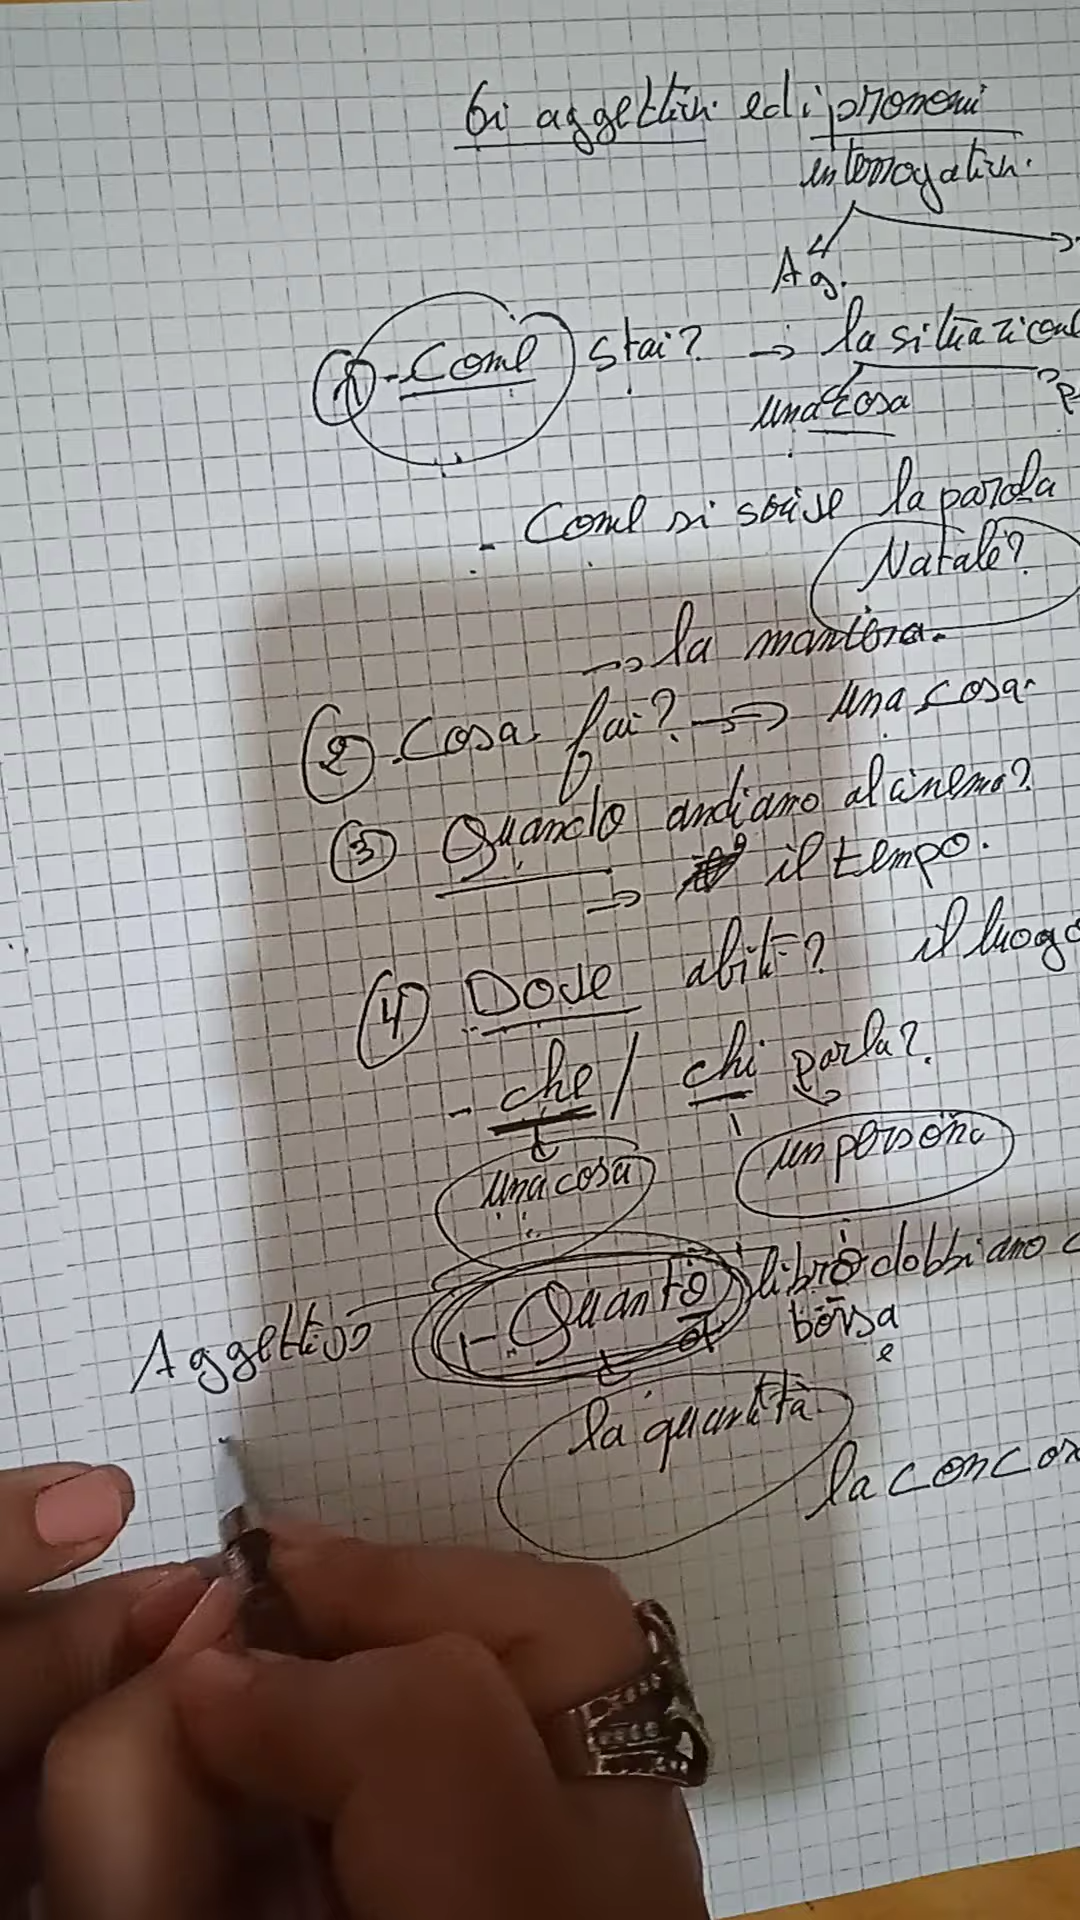 Gi aggettivi ed i pronomi
interrogativi.
Ag.
1 - Come stai? → la situazione
una cosa
- Come si scrive la parola
Natale?
→ la maniera.
2 - Cosa fai? → una cosa.
3 Quando andiamo al cinema?
→ il tempo.
4 Dove abiti? il luogo
- che / chi parla?
una cosa un persona
Aggettivo - Quanto libro dobbiamo
a borsa
e
la quantità
la concor